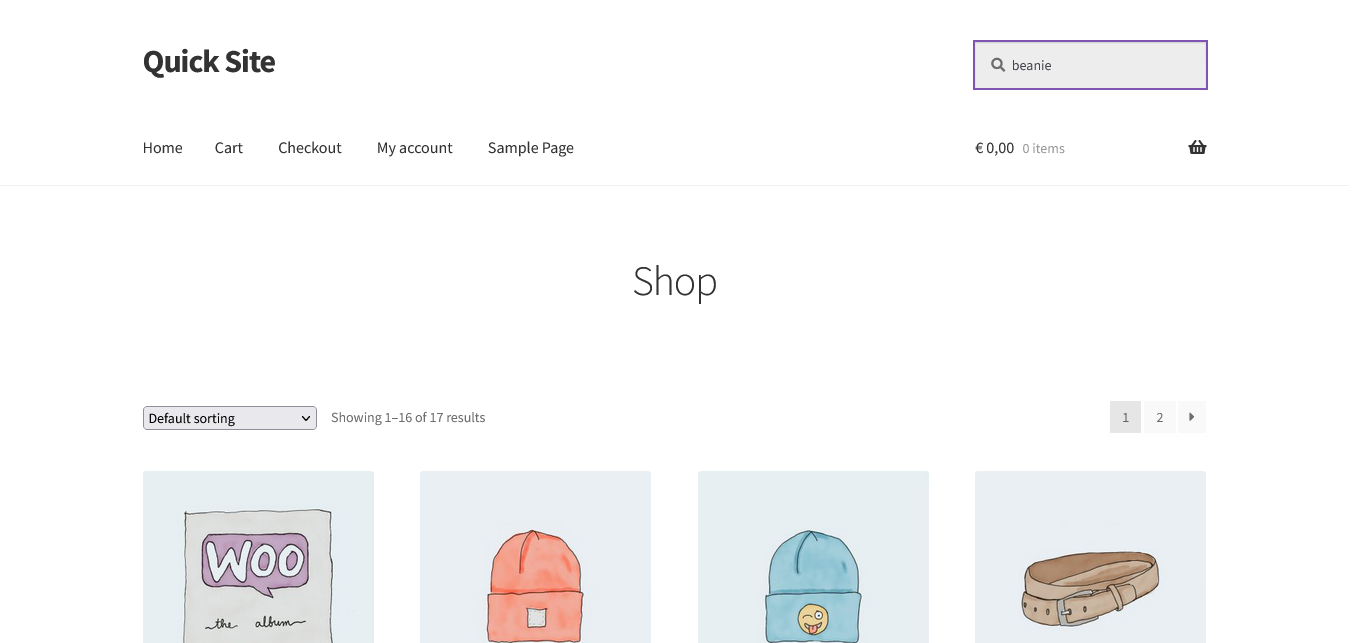 Quick Site
beanie
Home Cart Checkout My account Sample Page
€ 0,00 0 items
Shop
Default sorting
Showing 1–16 of 17 results
1 2
WOO
the album